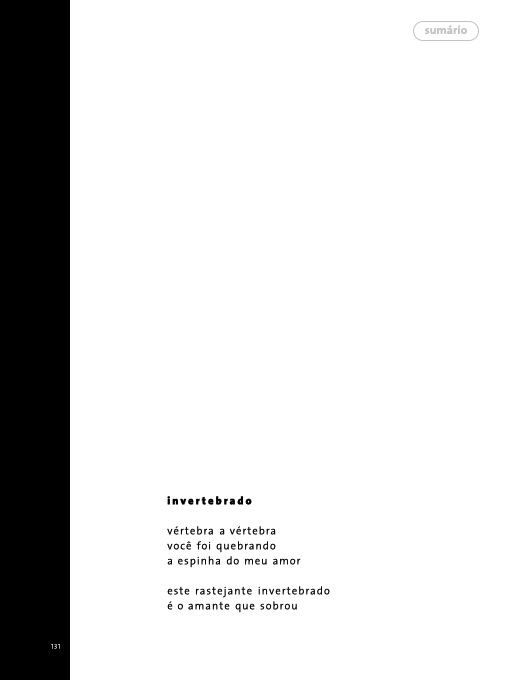 sumário
invertebrado
vértebra a vértebra
você foi quebrando
a espinha do meu amor
este rastejante invertebrado
é o amante que sobrou
131